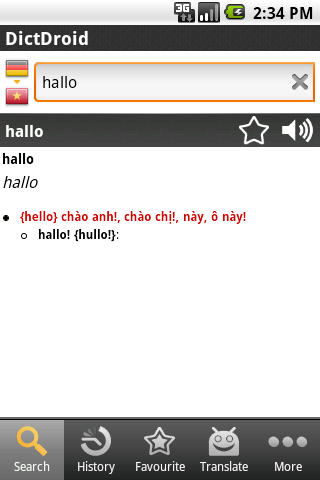 3G 2:34 PM
DictDroid
hallo
hallo
hallo
hallo
{hello} chào anh!, chào chị!, này, ô này!
hallo! {hullo!}:
Search History Favourite Translate More